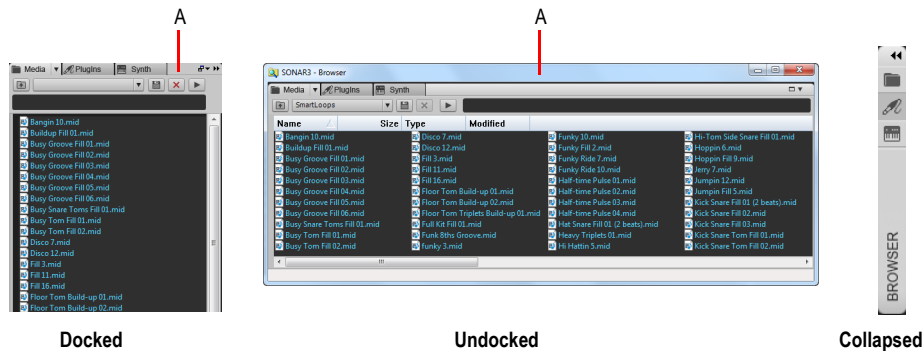 A
Media PlugIns Synth
Bangin 10.mid
Buildup Fill 01.mid
Busy Groove Fill 01.mid
Busy Groove Fill 02.mid
Busy Groove Fill 03.mid
Busy Groove Fill 04.mid
Busy Groove Fill 05.mid
Busy Groove Fill 06.mid
Busy Snare Toms Fill 01.mid
Busy Tom Fill 01.mid
Busy Tom Fill 02.mid
Disco 7.mid
Disco 12.mid
Fill 3.mid
Fill 11.mid
Fill 16.mid
Floor Tom Build-up 01.mid
Floor Tom Build-up 02.mid
Docked
A
SONAR3 - Browser
Media PlugIns Synth
SmartLoops
Name Size Type Modified
Bangin 10.mid
Buildup Fill 01.mid
Busy Groove Fill 01.mid
Busy Groove Fill 02.mid
Busy Groove Fill 03.mid
Busy Groove Fill 04.mid
Busy Groove Fill 05.mid
Busy Groove Fill 06.mid
Busy Snare Toms Fill 01.mid
Busy Tom Fill 01.mid
Busy Tom Fill 02.mid
Disco 7.mid
Disco 12.mid
Fill 3.mid
Fill 11.mid
Fill 16.mid
Floor Tom Build-up 01.mid
Floor Tom Build-up 02.mid
Floor Tom Triplets Build-up 01.mid
Full Kit Fill 01.mid
Funk 8ths Groove.mid
funky 3.mid
Funky 10.mid
Funky Fill 2.mid
Funky Ride 7.mid
Funky Ride 10.mid
Half-time Pulse 01.mid
Half-time Pulse 02.mid
Half-time Pulse 03.mid
Half-time Pulse 04.mid
Hat Snare Fill 01 (2 beats).mid
Heavy Triplets 01.mid
Hi Hattin 5.mid
Hi-Tom Side Snare Fill 01.mid
Hoppin 6.mid
Hoppin Fill 9.mid
Jerry 7.mid
Jumpin 12.mid
Jumpin Fill 5.mid
Kick Snare Fill 01 (2 beats).mid
Kick Snare Fill 03.mid
Kick Snare Tom Fill 01.mid
Kick Snare Tom Fill 02.mid
Undocked
BROWSER
Collapsed